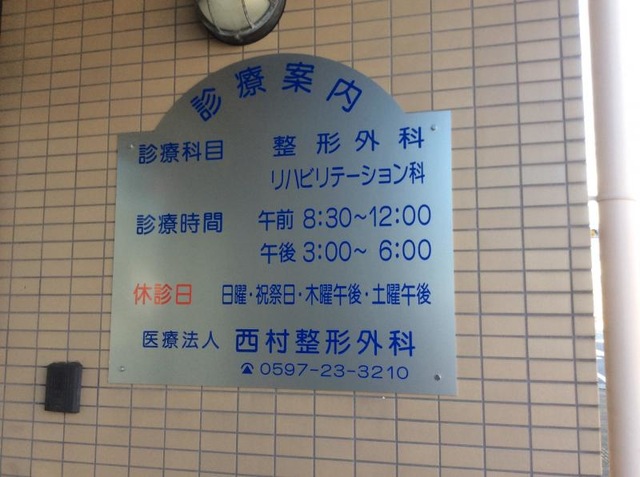 診療案内
診療科目 整形外科
リハビリテーション科
診療時間 午前 8:30~12:00
午後 3:00~ 6:00
休診日 日曜・祝祭日・木曜午後・土曜午後
医療法人 西村整形外科
☎ 0597-23-3210